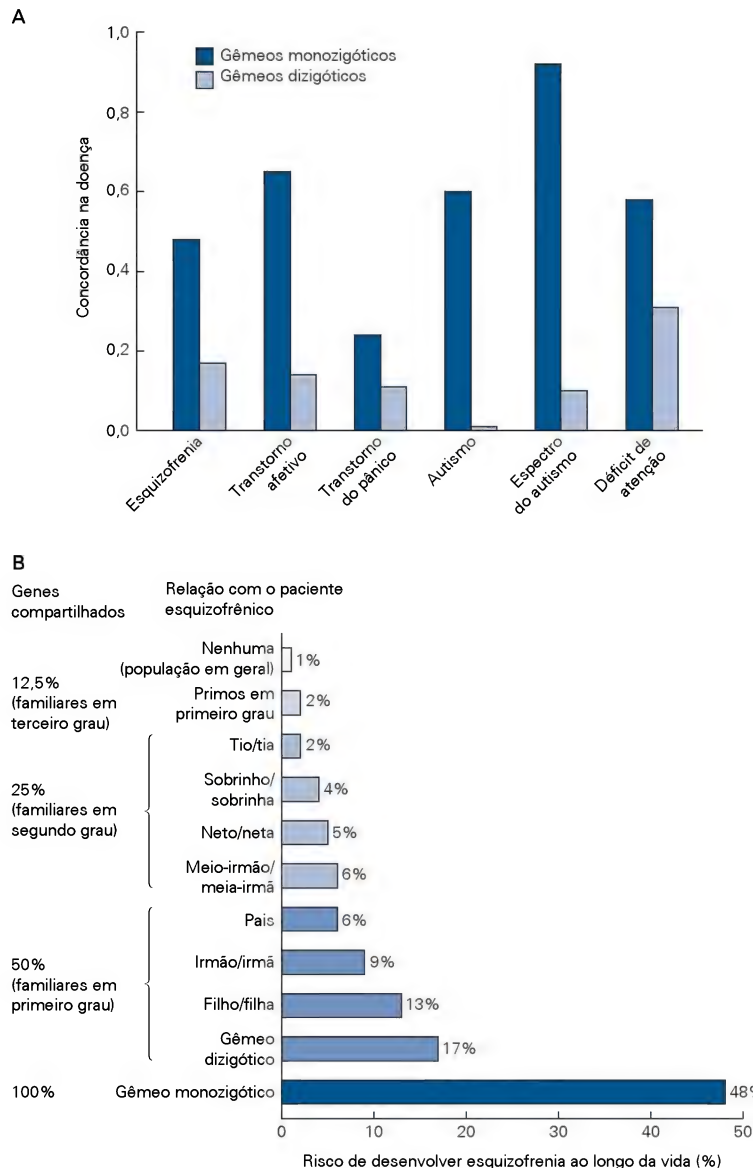 A
1,0
0,8
0,6
0,4
0,2
0,0
Concordância na doença
Gêmeos monozigóticos
Gêmeos dizigóticos
Esquizofrenia
Transtorno
afetivo
Transtorno
do pânico
Autismo
Espectro
do autismo
Déficit de
atenção
B
Genes
compartilhados
Relação com o paciente
esquizofrênico
Nenhuma
(população em geral)
1%
12,5%
(familiares em
terceiro grau)
Primos em
primeiro grau
2%
Tio/tia
2%
25%
(familiares em
segundo grau)
Sobrinho/
sobrinha
4%
Neto/neta
5%
Meio-irmão/
meia-irmã
6%
Pais
6%
50%
(familiares em
primeiro grau)
Irmão/irmã
9%
Filho/filha
13%
Gêmeo
dizigótico
17%
100%
Gêmeo monozigótico
48%
0
10
20
30
40
50
Risco de desenvolver esquizofrenia ao longo da vida (%)